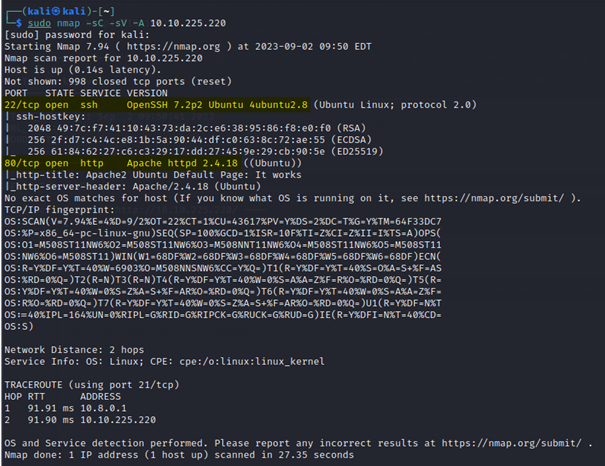 ┌──(kali㉿kali)-[~]
└─$ sudo nmap -sC -sV -A 10.10.225.220
[sudo] password for kali:
Starting Nmap 7.94 ( https://nmap.org ) at 2023-09-02 09:50 EDT
Nmap scan report for 10.10.225.220
Host is up (0.14s latency).
Not shown: 998 closed tcp ports (reset)
PORT   STATE SERVICE VERSION
22/tcp open  ssh     OpenSSH 7.2p2 Ubuntu 4ubuntu2.8 (Ubuntu Linux; protocol 2.0)
| ssh-hostkey:
|   2048 49:7c:f7:41:10:43:73:da:2c:e6:38:95:86:f8:e0:f0 (RSA)
|   256 2f:d7:c4:4c:e8:1b:5a:90:44:df:c0:63:8c:72:ae:55 (ECDSA)
|_  256 61:84:62:27:c6:c3:29:17:dd:27:45:9e:29:cb:90:5e (ED25519)
80/tcp open  http    Apache httpd 2.4.18 ((Ubuntu))
|_http-title: Apache2 Ubuntu Default Page: It works
|_http-server-header: Apache/2.4.18 (Ubuntu)
No exact OS matches for host (If you know what OS is running on it, see https://nmap.org/submit/ ).
TCP/IP fingerprint:
OS:SCAN(V=7.94%E=4%D=9/2%OT=22%CT=1%CU=43617%PV=Y%DS=2%DC=T%G=Y%TM=64F33DC7
OS:%P=x86_64-pc-linux-gnu)SEQ(SP=100%GCD=1%ISR=10F%TI=Z%CI=Z%II=I%TS=A)OPS(
OS:O1=M508ST11NW6%O2=M508ST11NW6%O3=M508NNT11NW6%O4=M508ST11NW6%O5=M508ST11
OS:NW6%O6=M508ST11)WIN(W1=68DF%W2=68DF%W3=68DF%W4=68DF%W5=68DF%W6=68DF)ECN(
OS:R=Y%DF=Y%T=40%W=6903%O=M508NNSNW6%CC=Y%Q=)T1(R=Y%DF=Y%T=40%S=O%A=S+%F=AS
OS:%RD=0%Q=)T2(R=N)T3(R=N)T4(R=Y%DF=Y%T=40%W=0%S=A%A=Z%F=R%O=%RD=0%Q=)T5(R=
OS:Y%DF=Y%T=40%W=0%S=Z%A=S+%F=AR%O=%RD=0%Q=)T6(R=Y%DF=Y%T=40%W=0%S=A%A=Z%F=
OS:R%O=%RD=0%Q=)T7(R=Y%DF=Y%T=40%W=0%S=Z%A=S+%F=AR%O=%RD=0%Q=)U1(R=Y%DF=N%T
OS:=40%IPL=164%UN=0%RIPL=G%RID=G%RIPCK=G%RUCK=G%RUD=G)IE(R=Y%DFI=N%T=40%CD=
OS:S)
Network Distance: 2 hops
Service Info: OS: Linux; CPE: cpe:/o:linux:linux_kernel
TRACEROUTE (using port 21/tcp)
HOP RTT      ADDRESS
1   91.91 ms 10.8.0.1
2   91.90 ms 10.10.225.220
OS and Service detection performed. Please report any incorrect results at https://nmap.org/submit/ .
Nmap done: 1 IP address (1 host up) scanned in 27.35 seconds